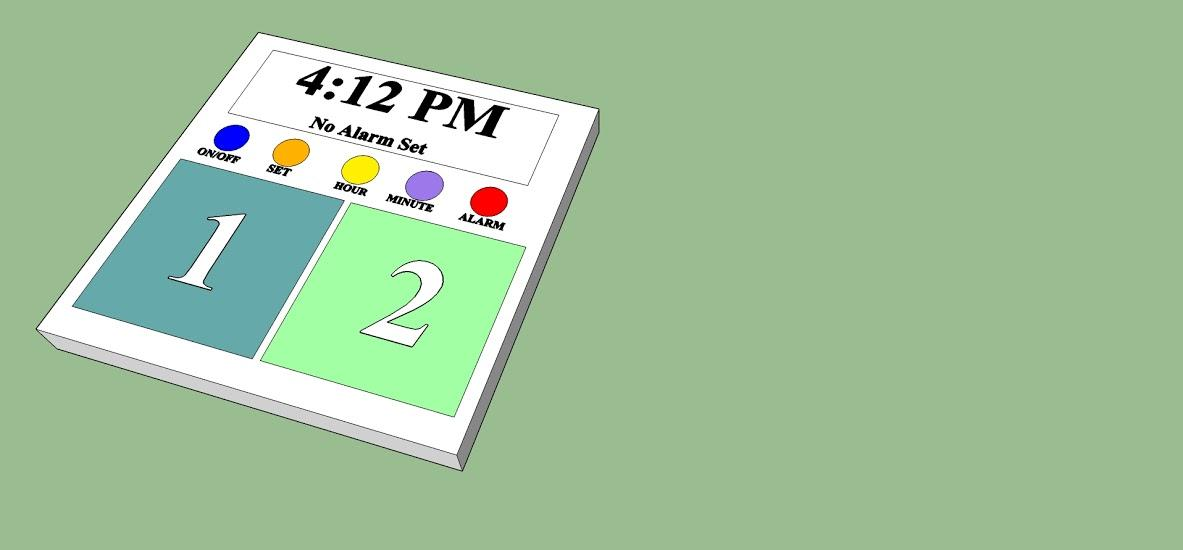 4:12 PM
No Alarm Set
ON/OFF
SET
HOUR
MINUTE
ALARM
1
2